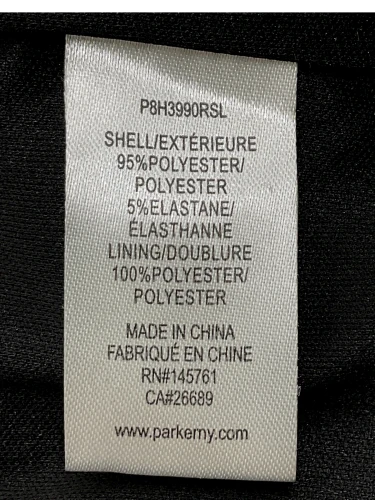 P8H3990RSL
SHELL/EXTÉRIEURE
95%POLYESTER/
POLYESTER
5%ELASTANE/
ÉLASTHANNE
LINING/DOUBLURE
100%POLYESTER/
POLYESTER
MADE IN CHINA
FABRIQUÉ EN CHINE
RN#145761
CA#26689
www.parkerny.com